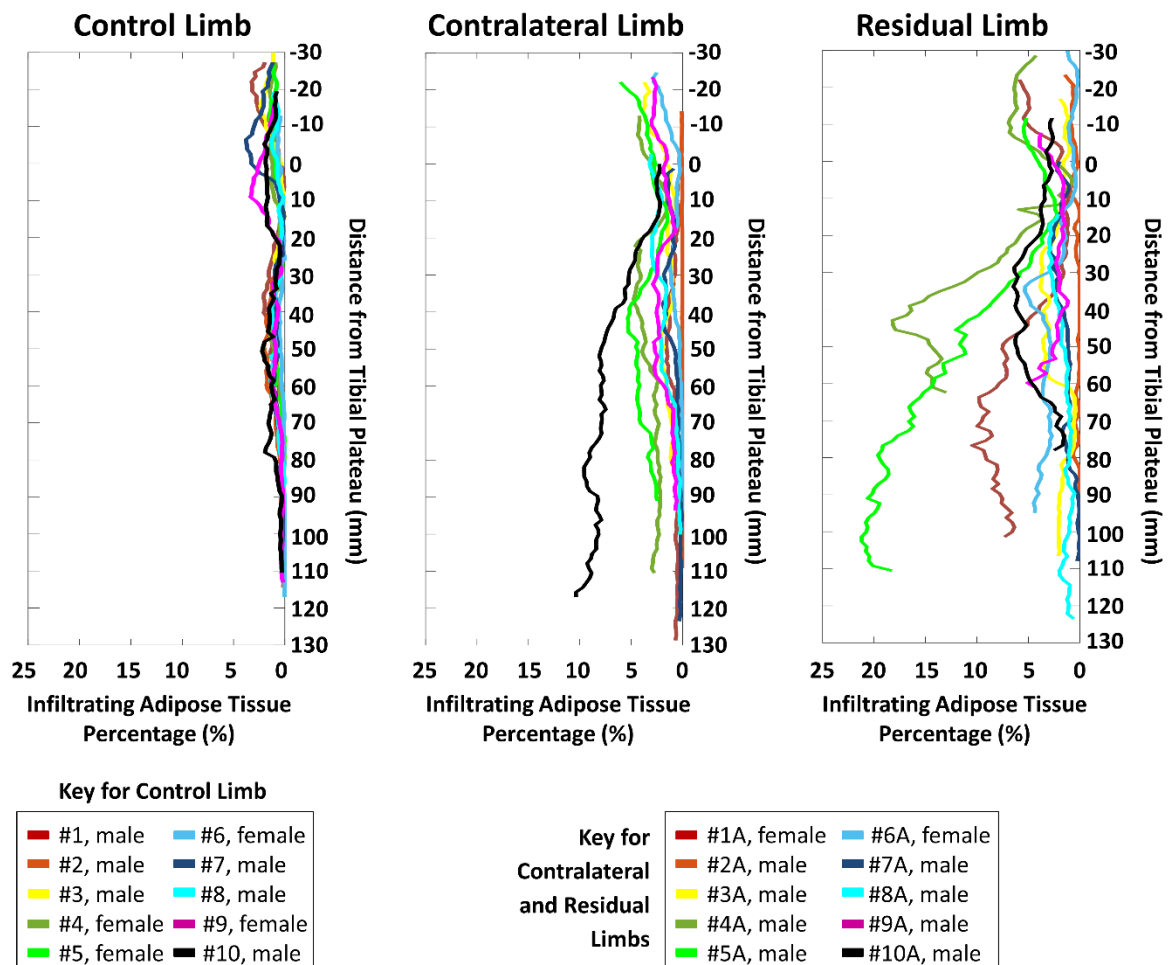 Control Limb
Contralateral Limb
Residual Limb
-30
-20
-10
0
10
20
30
40
50
60
70
80
90
100
110
120
130
Distance from Tibial Plateau (mm)
25 20 15 10 5 0
Infiltrating Adipose Tissue
Percentage (%)
-30
-20
-10
0
10
20
30
40
50
60
70
80
90
100
110
120
130
Distance from Tibial Plateau (mm)
25 20 15 10 5 0
Infiltrating Adipose Tissue
Percentage (%)
-30
-20
-10
0
10
20
30
40
50
60
70
80
90
100
110
120
130
Distance from Tibial Plateau (mm)
25 20 15 10 5 0
Infiltrating Adipose Tissue
Percentage (%)
Key for Control Limb
#1, male
#2, male
#3, male
#4, female
#5, female
#6, female
#7, male
#8, male
#9, female
#10, male
Key for
Contralateral
and Residual
Limbs
#1A, female
#2A, male
#3A, male
#4A, male
#5A, male
#6A, female
#7A, male
#8A, male
#9A, male
#10A, male